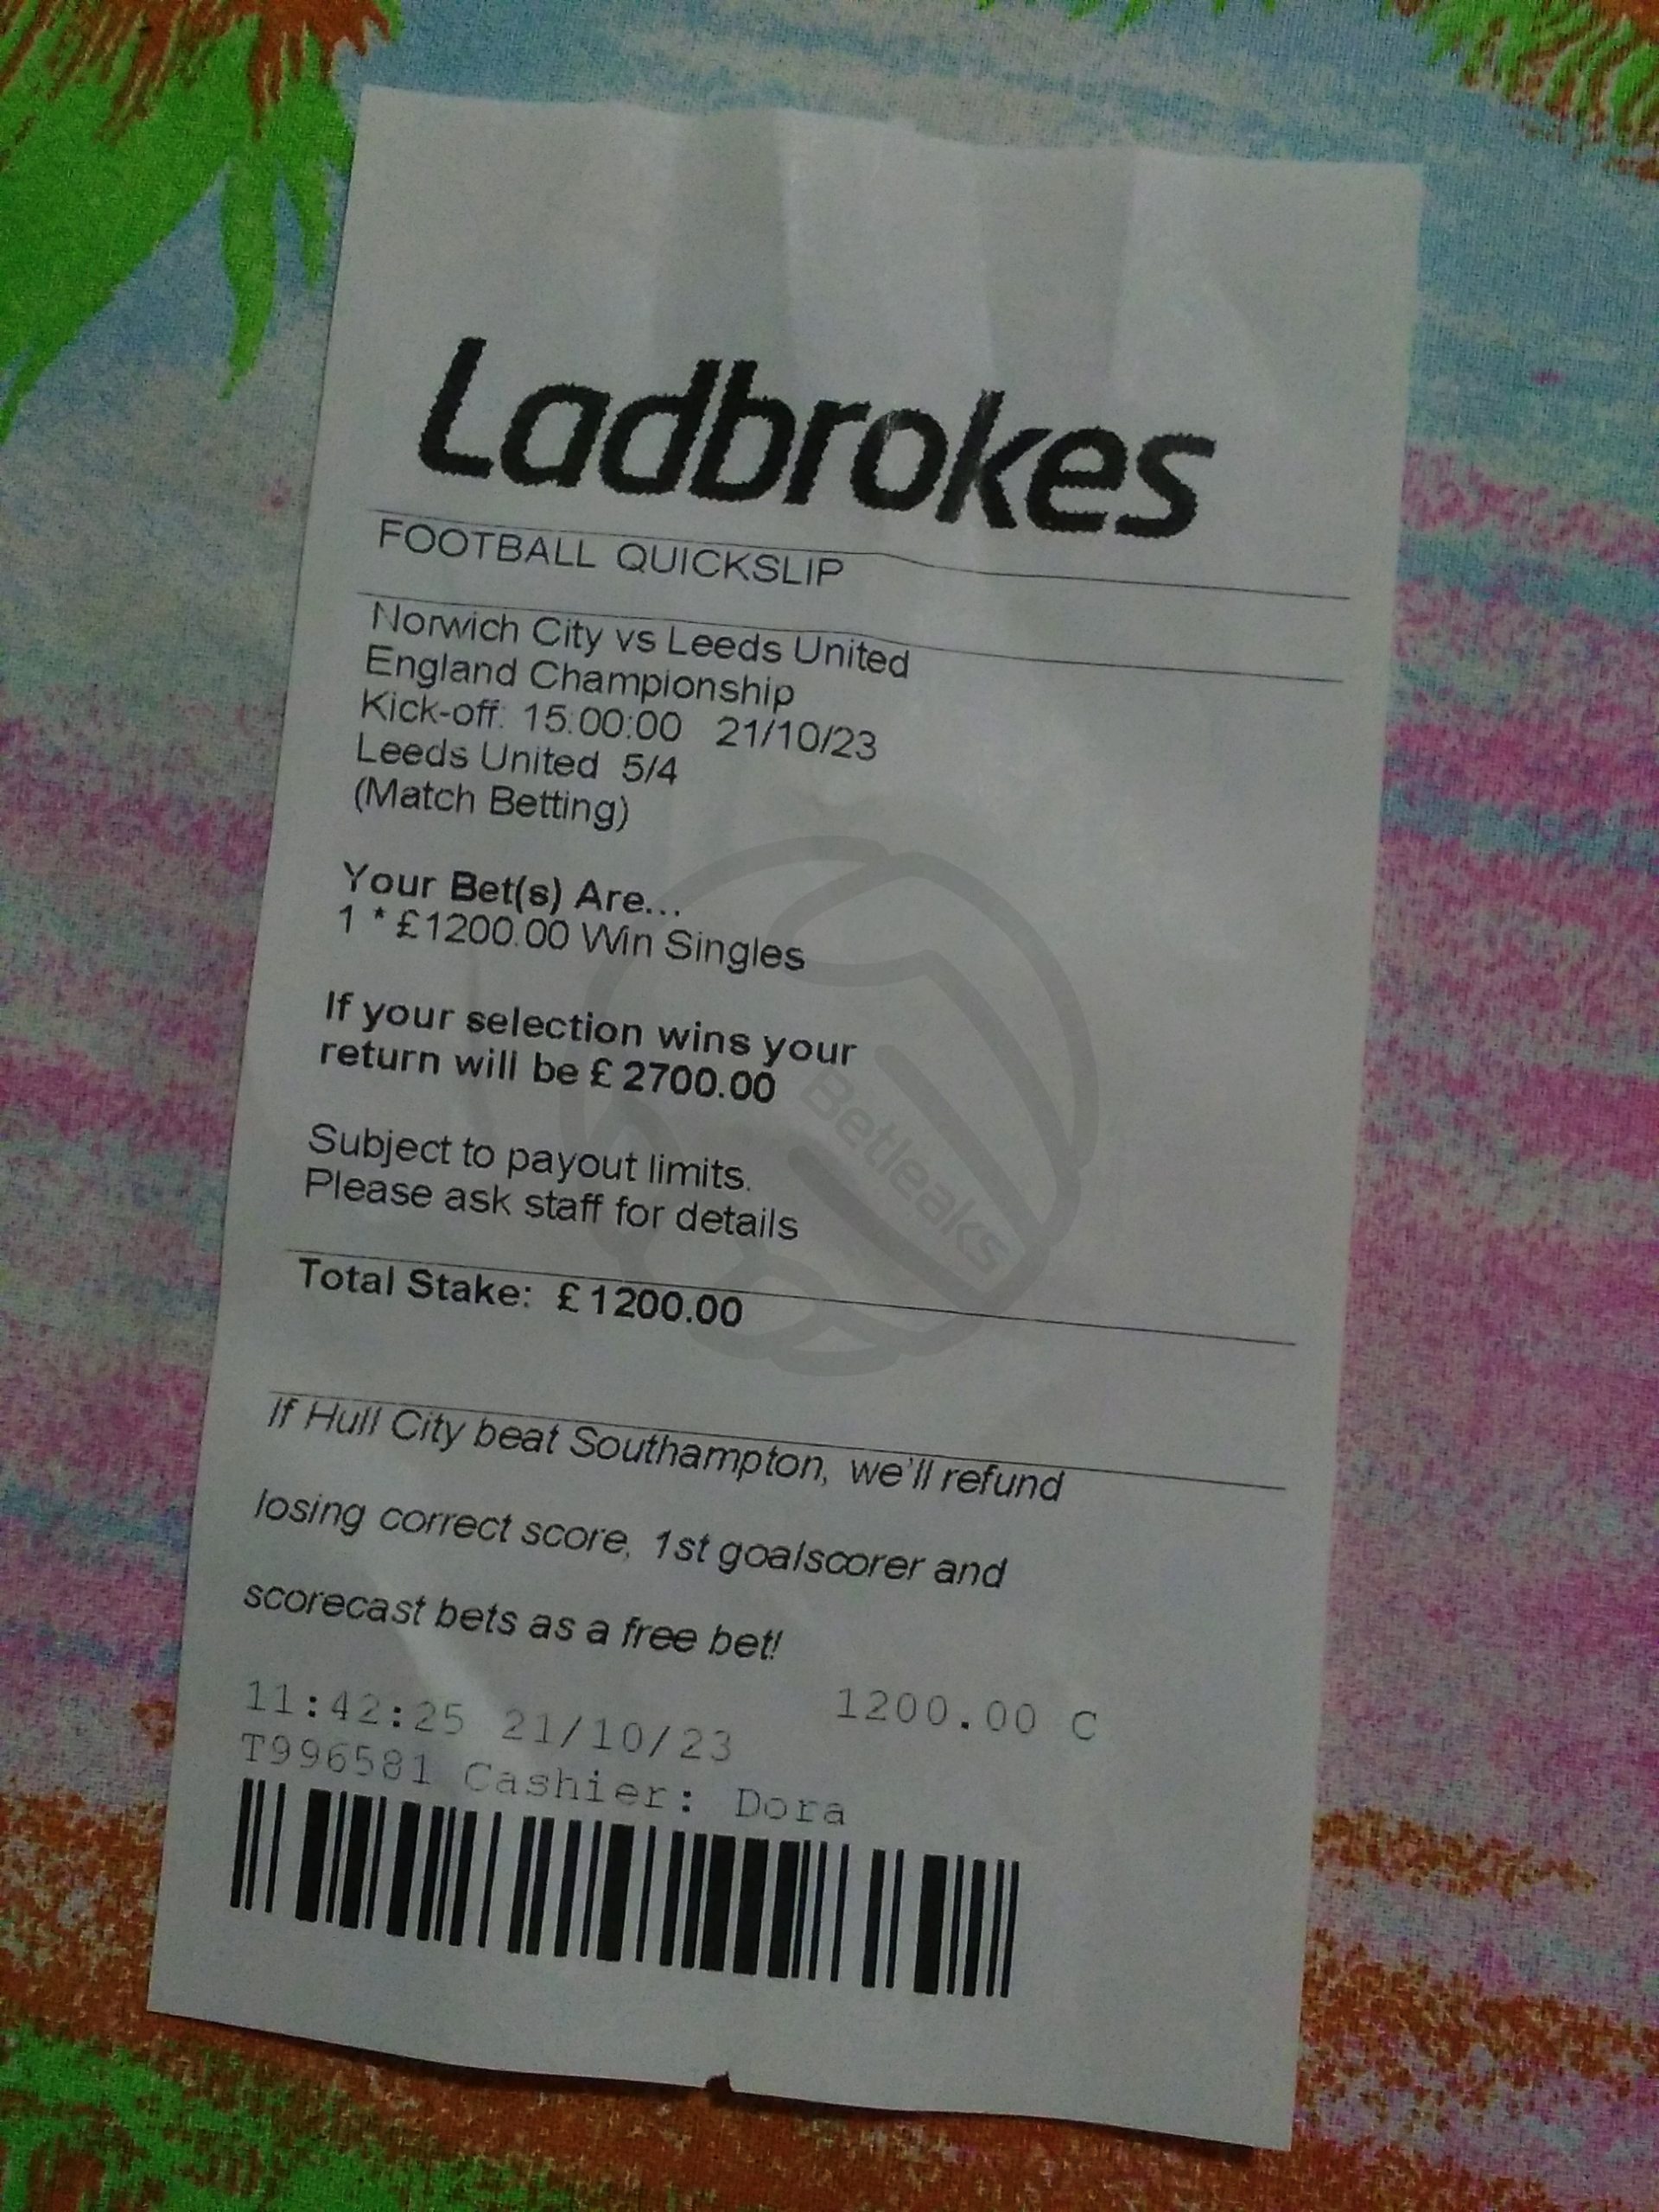 Ladbrokes
FOOTBALL QUICKSLIP
Norwich City vs Leeds United
England Championship
Kick-off: 15:00:00 21/10/23
Leeds United 5/4
(Match Betting)
Your Bet(s) Are...
1 * £1200.00 Win Singles
If your selection wins your
return will be £ 2700.00
Subject to payout limits.
Please ask staff for details
Total Stake: £1200.00
If Hull City beat Southampton, we'll refund
losing correct score, 1st goalscorer and
scorecast bets as a free bet!
11:42:25 21/10/23 1200.00 C
T996581 Cashier: Dora
Betleaks